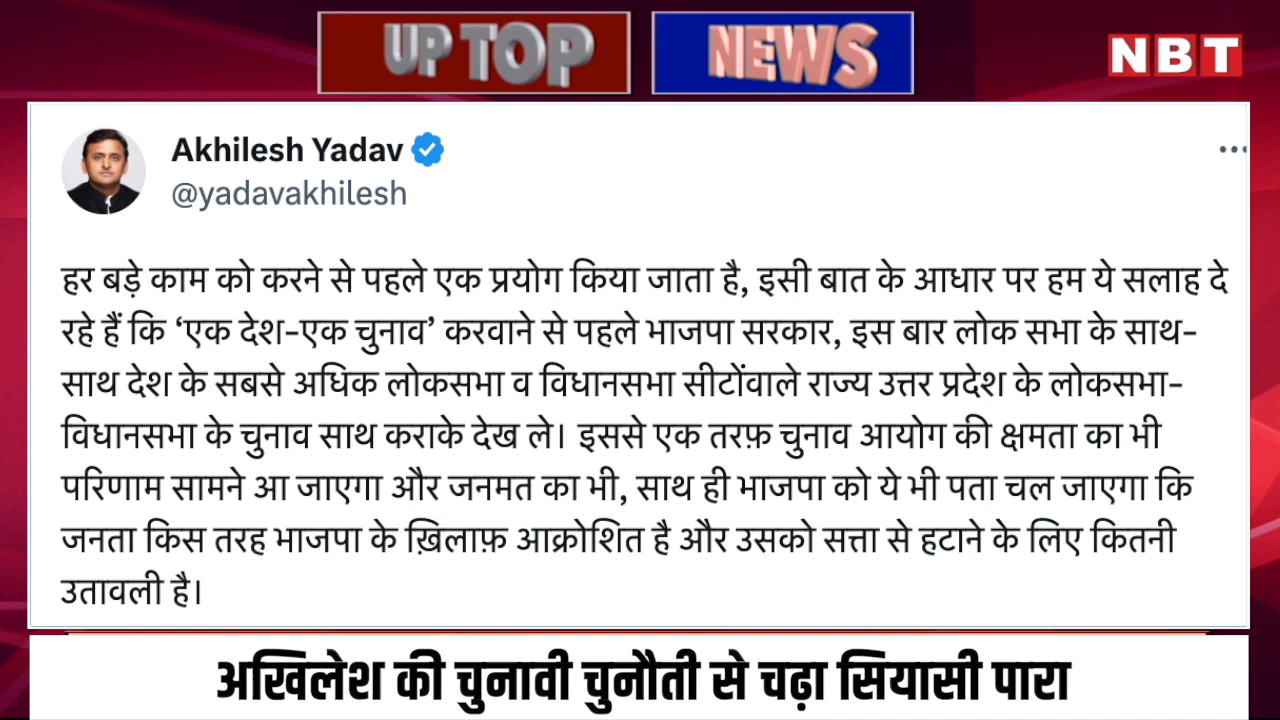 UP TOP NEWS
NBT
Akhilesh Yadav
@yadavakhilesh
हर बड़े काम को करने से पहले एक प्रयोग किया जाता है, इसी बात के आधार पर हम ये सलाह दे
रहे हैं कि ‘एक देश-एक चुनाव’ करवाने से पहले भाजपा सरकार, इस बार लोक सभा के साथ-
साथ देश के सबसे अधिक लोकसभा व विधानसभा सीटोंवाले राज्य उत्तर प्रदेश के लोकसभा-
विधानसभा के चुनाव साथ कराके देख ले। इससे एक तरफ़ चुनाव आयोग की क्षमता का भी
परिणाम सामने आ जाएगा और जनमत का भी, साथ ही भाजपा को ये भी पता चल जाएगा कि
जनता किस तरह भाजपा के ख़िलाफ़ आक्रोशित है और उसको सत्ता से हटाने के लिए कितनी
उतावली है।
अखिलेश की चुनावी चुनौती से चढ़ा सियासी पारा